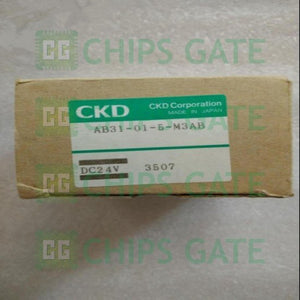 CHIPS GATE
CKD
CKD Corporation
MADE IN JAPAN
AB31-01-5-M3AB
DC24V
3507
CHIPS GATE
CHIPS GATE